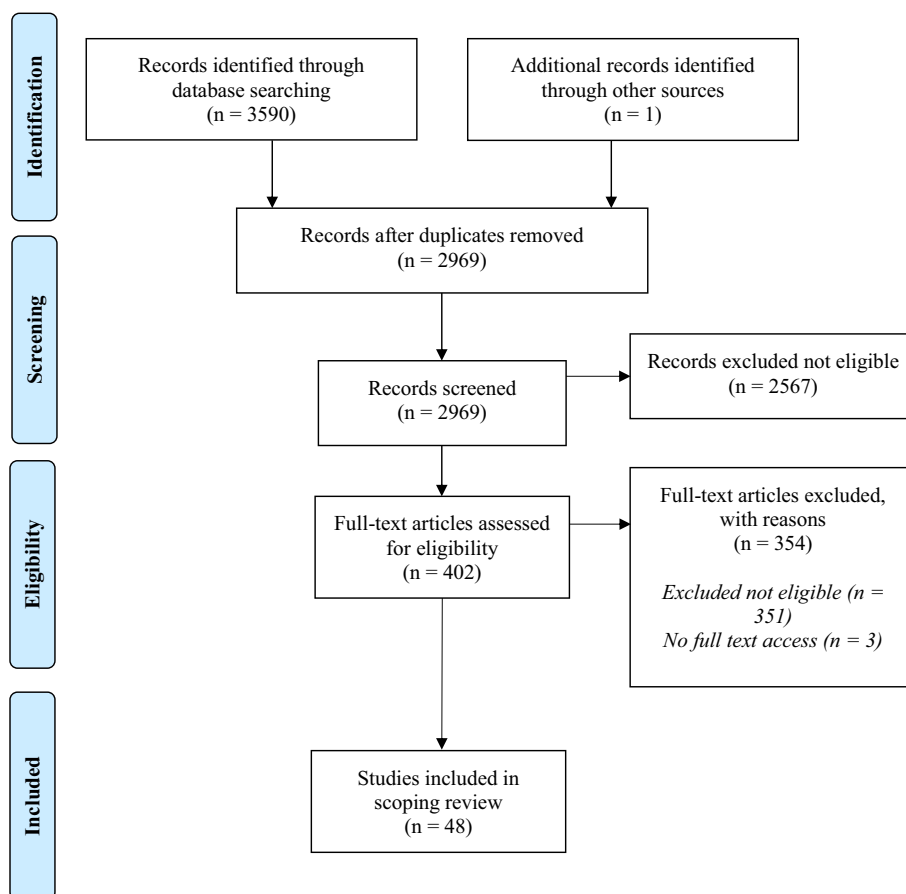 Identification
Records identified through
database searching
(n = 3590)
Additional records identified
through other sources
(n = 1)
Records after duplicates removed
(n = 2969)
Screening
Records screened
(n = 2969)
Records excluded not eligible
(n = 2567)
Eligibility
Full-text articles assessed
for eligibility
(n = 402)
Full-text articles excluded,
with reasons
(n = 354)
Excluded not eligible (n =
351)
No full text access (n = 3)
Included
Studies included in
scoping review
(n = 48)